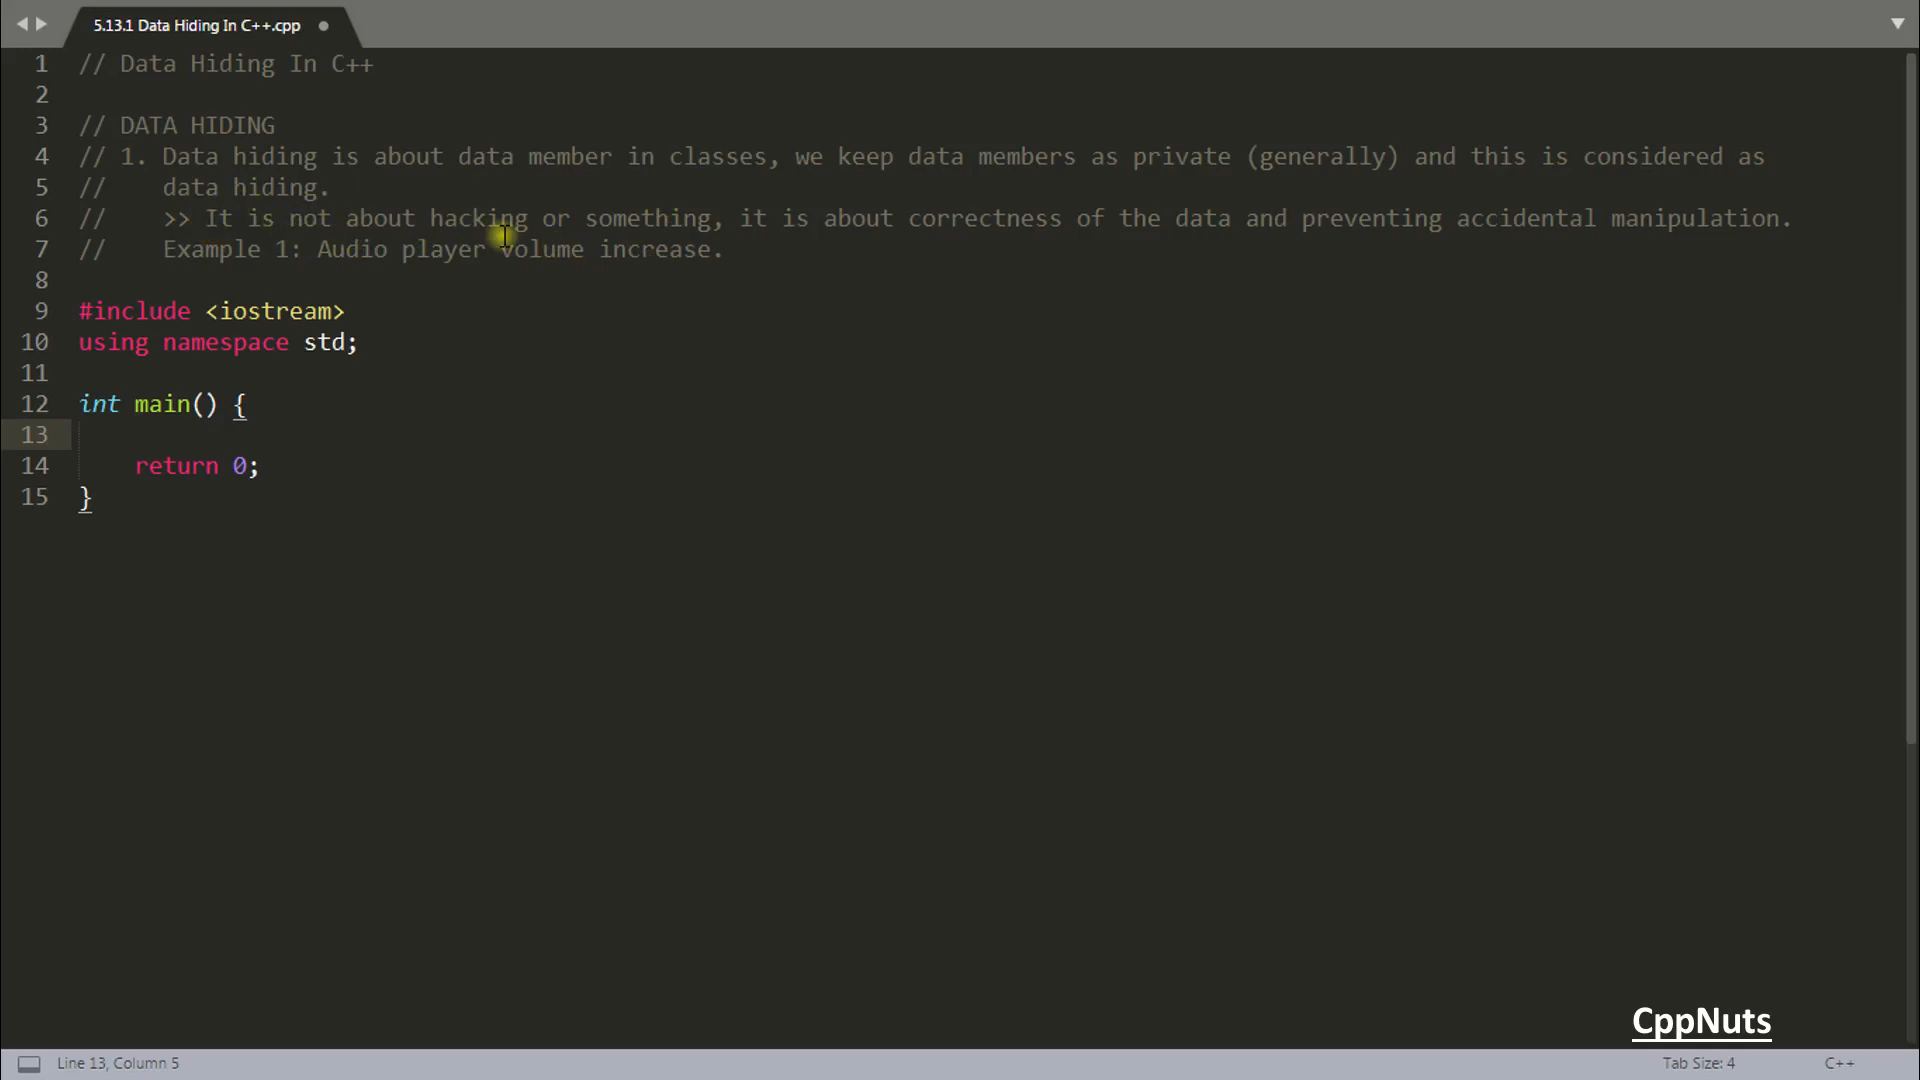 5.13.1 Data Hiding In C++.cpp
1 // Data Hiding In C++
2
3 // DATA HIDING
4 // 1. Data hiding is about data member in classes, we keep data members as private (generally) and this is considered as
5 //    data hiding.
6 //    >> It is not about hacking or something, it is about correctness of the data and preventing accidental manipulation.
7 //    Example 1: Audio player volume increase.
8
9 #include <iostream>
10 using namespace std;
11
12 int main() {
13
14     return 0;
15 }
CppNuts
Line 13, Column 5 Tab Size: 4 C++